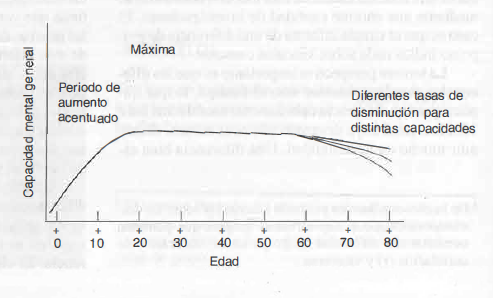 Máxima
Periodo de
aumento
acentuado
Diferentes tasas de
disminución para
distintas capacidades
Capacidad mental general
0 10 20 30 40 50 60 70 80
Edad